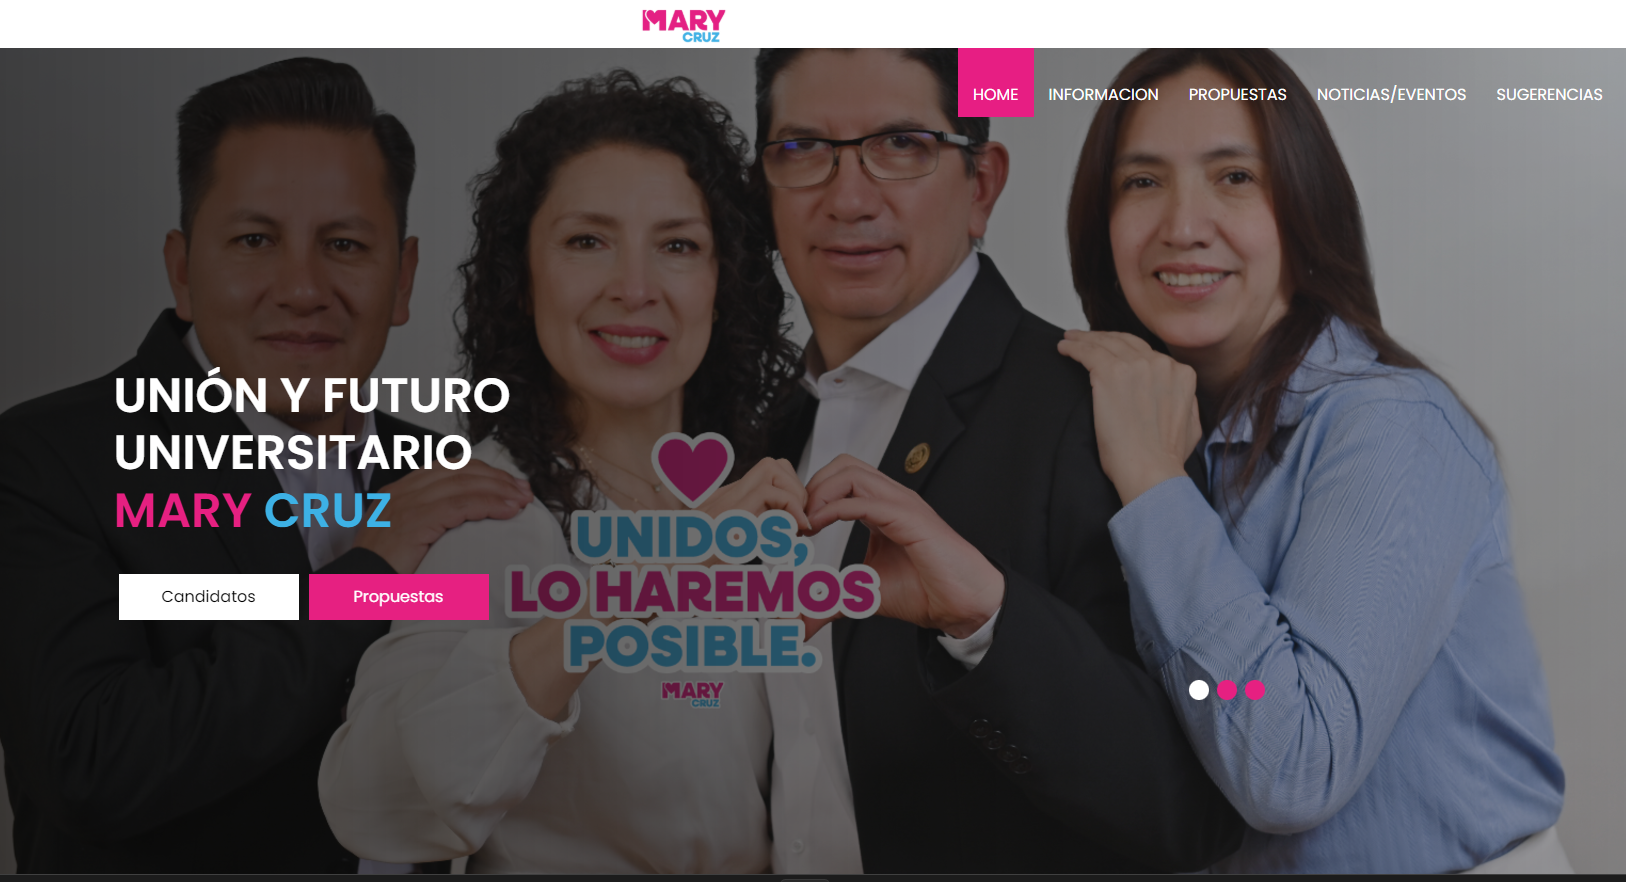 MARY
CRUZ
HOME
INFORMACION
PROPUESTAS
NOTICIAS/EVENTOS
SUGERENCIAS
UNIÓN Y FUTURO
UNIVERSITARIO
MARY CRUZ
Candidatos
Propuestas
UNIDOS,
LO HAREMOS
POSIBLE.
MARY
CRUZ